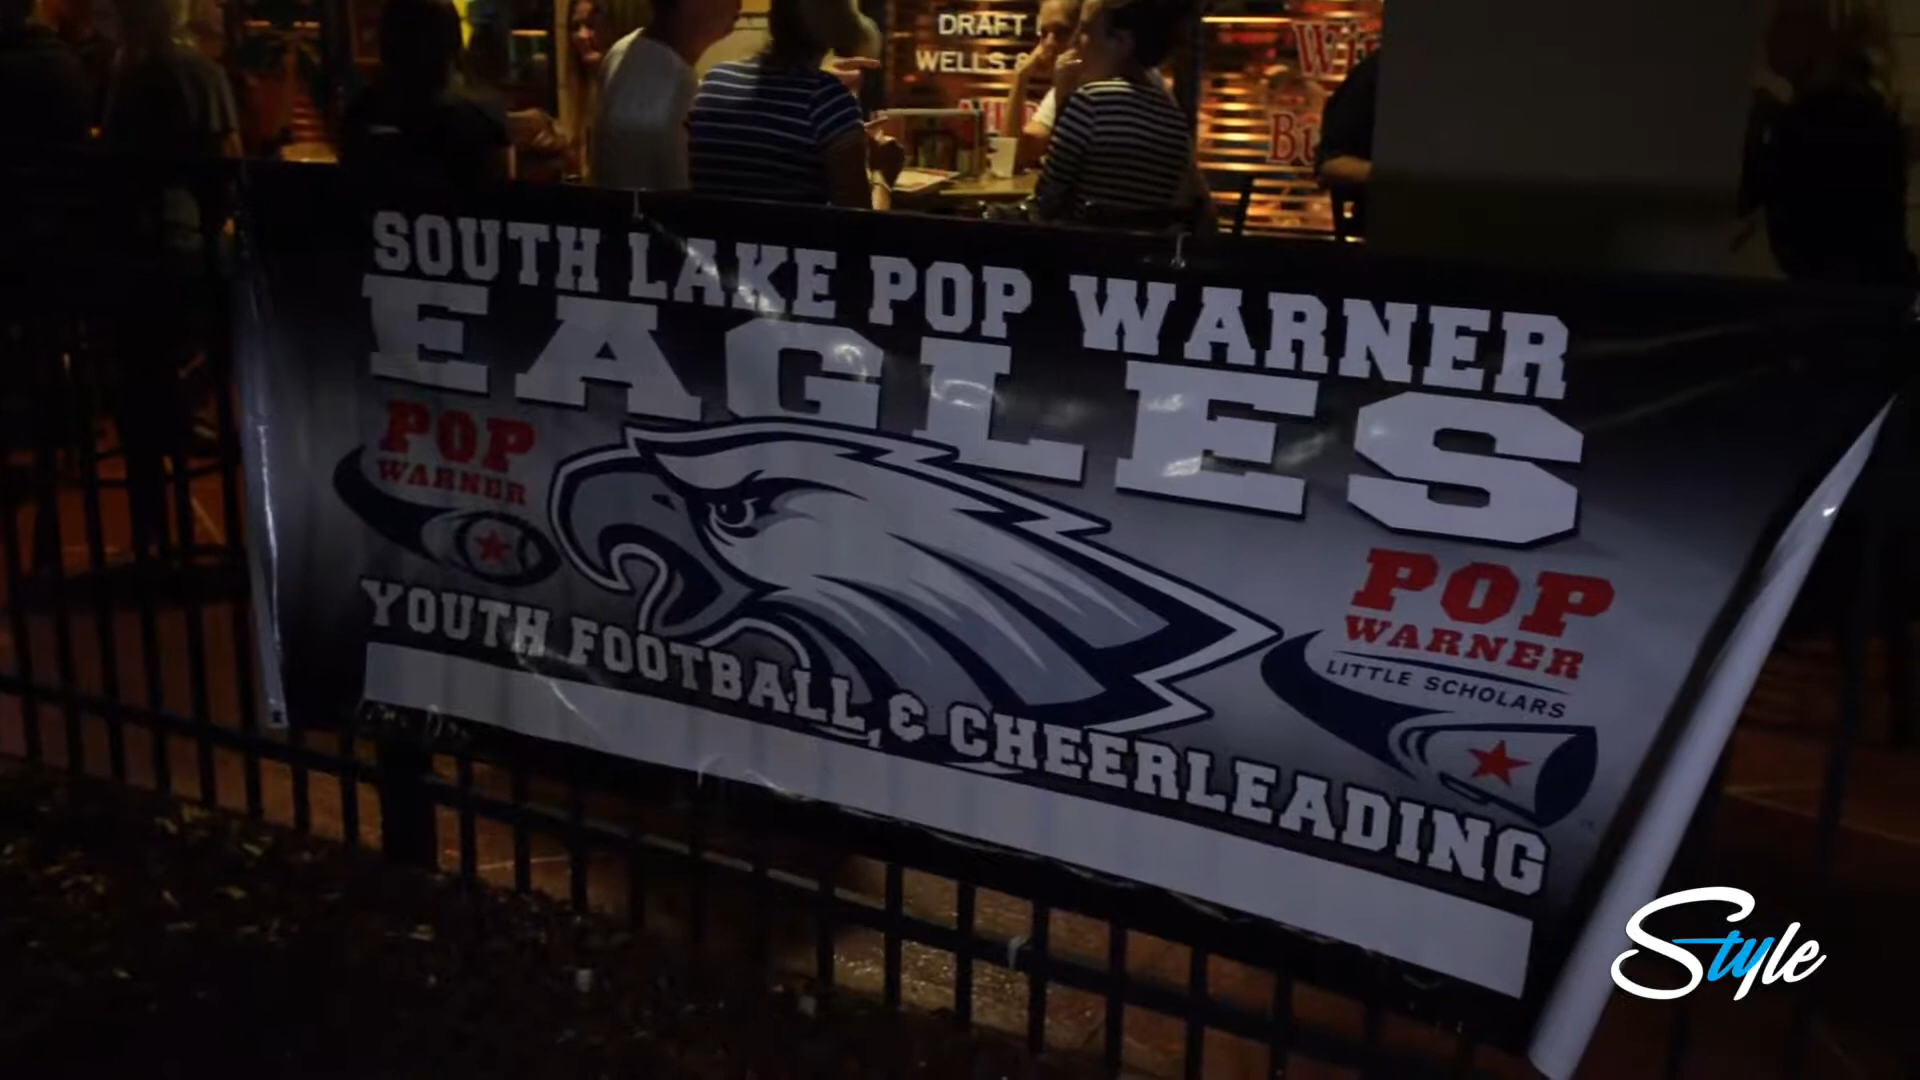 DRAFT
WELLS &
SOUTH LAKE POP WARNER
EAGLES
POP
WARNER
YOUTH FOOTBALL & CHEERLEADING
POP
WARNER
LITTLE SCHOLARS
Style